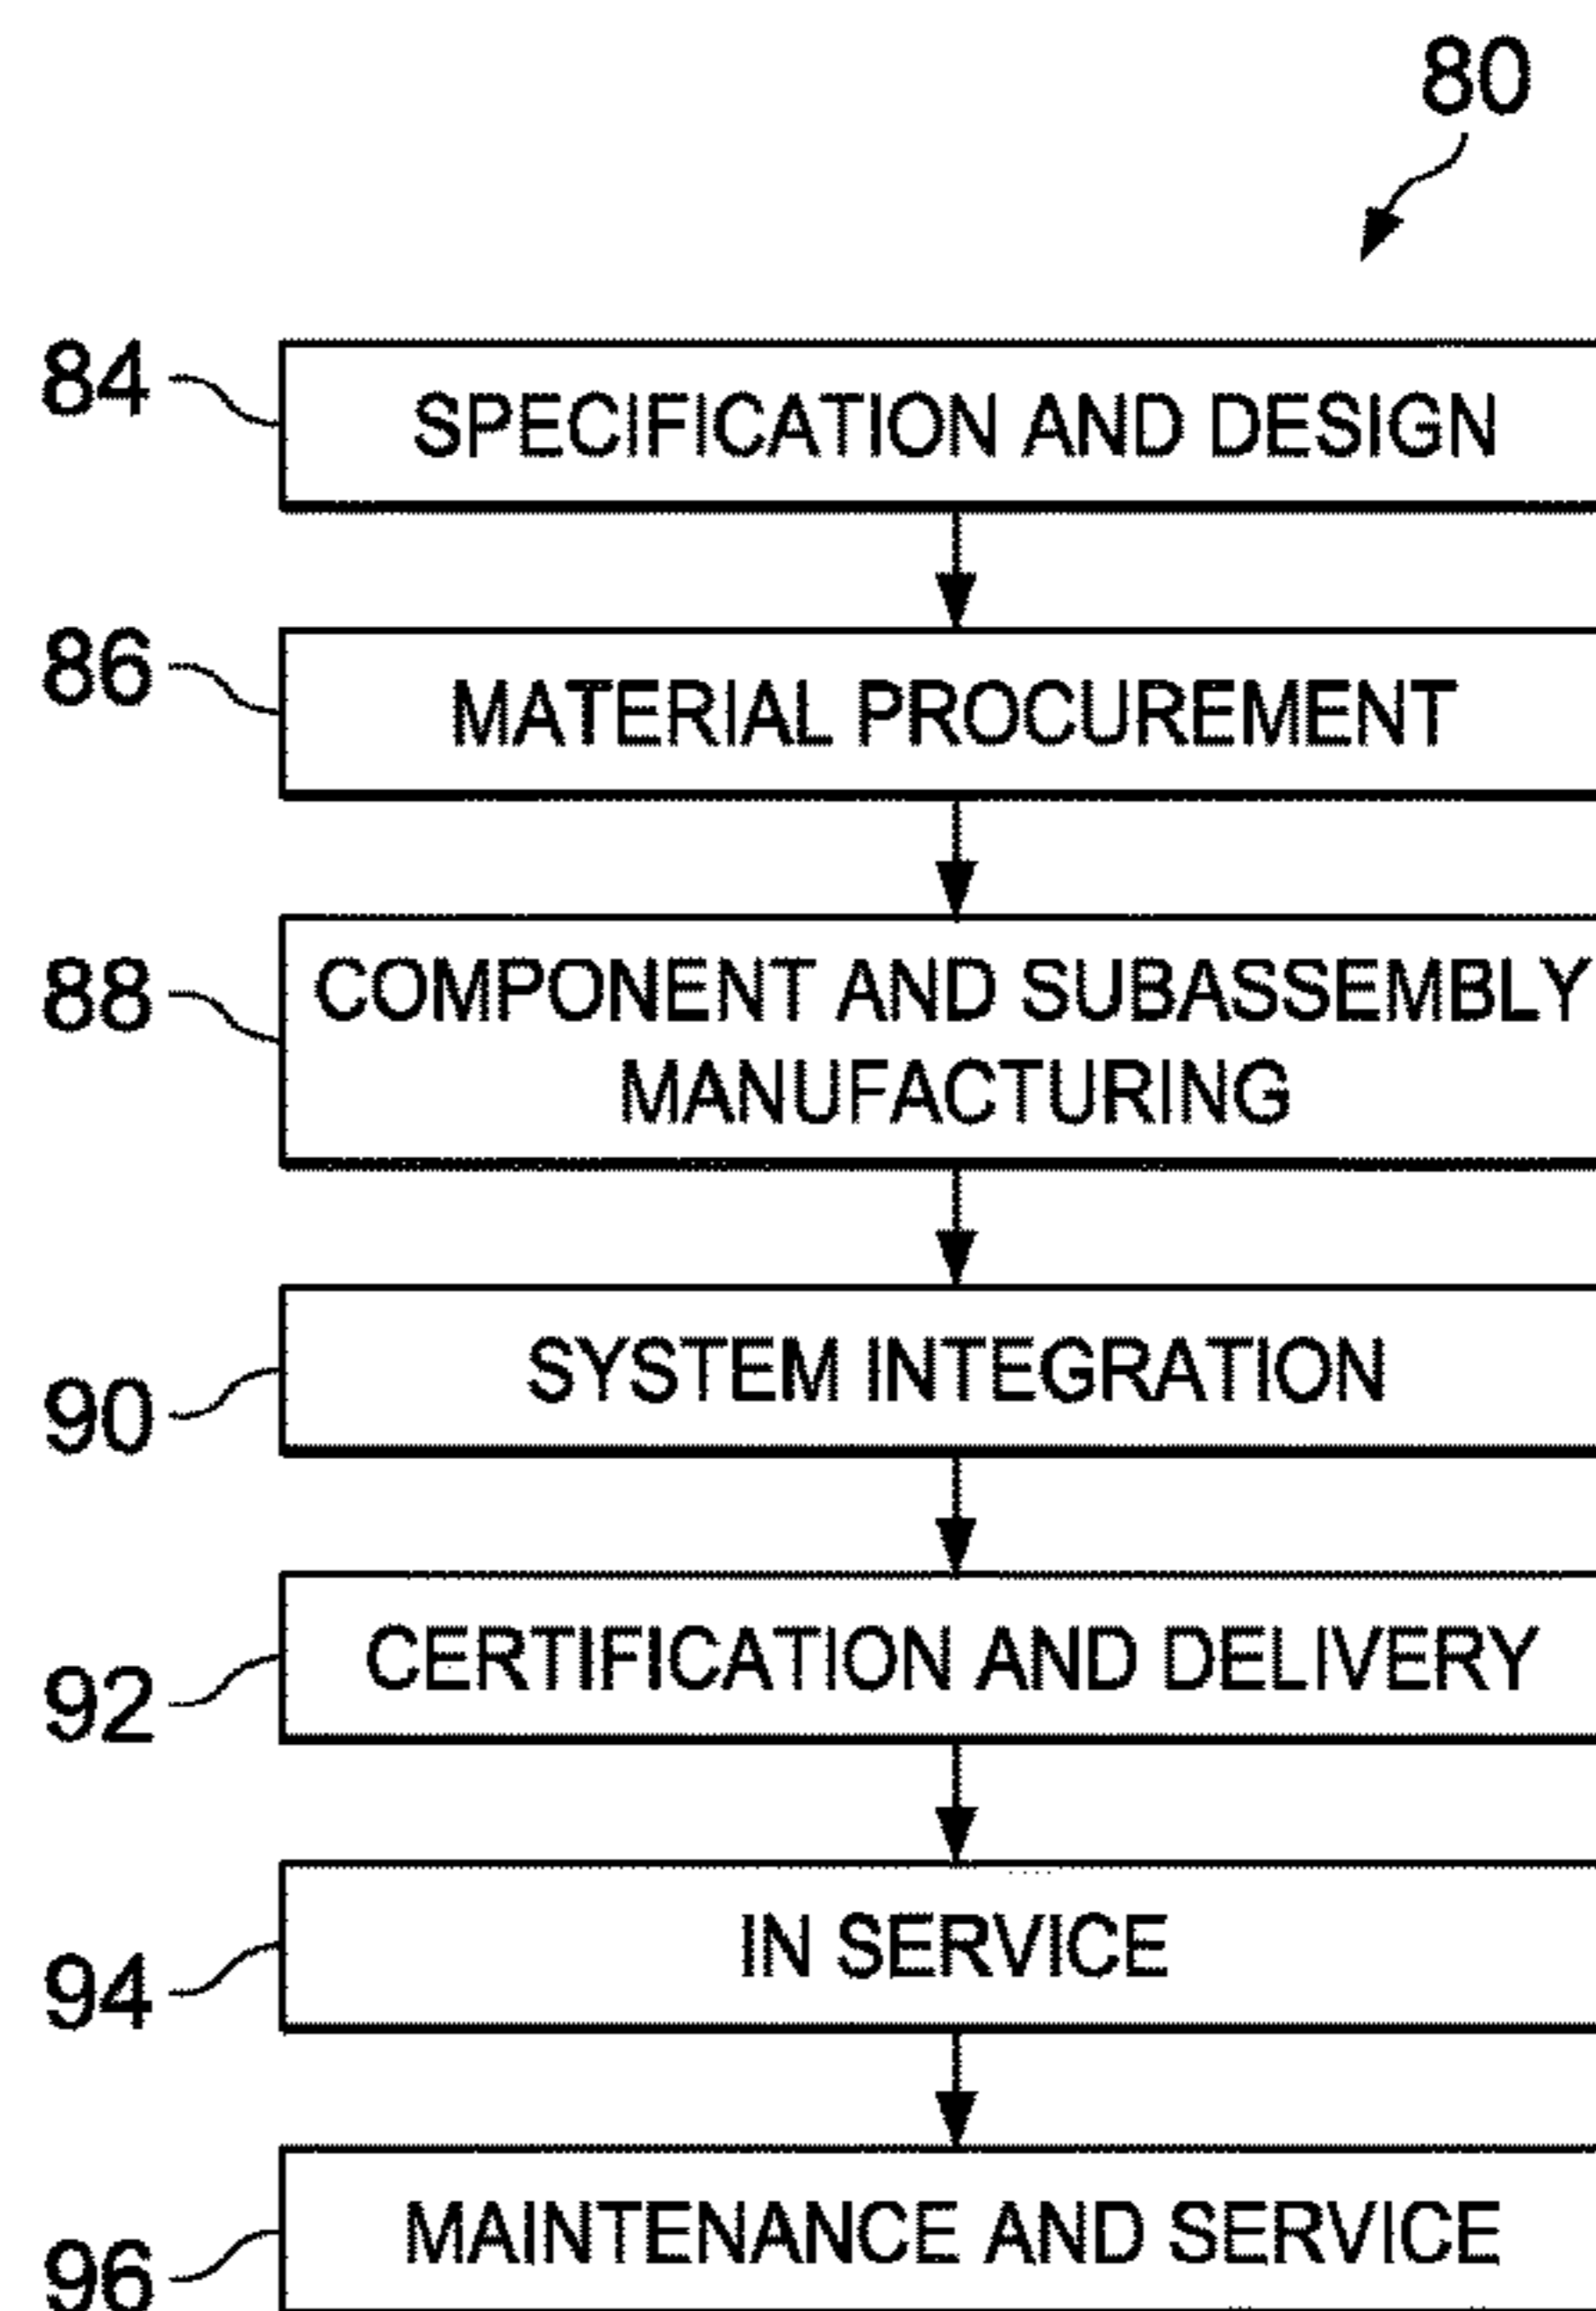 80
84 SPECIFICATION AND DESIGN
86 MATERIAL PROCUREMENT
88 COMPONENT AND SUBASSEMBLY
MANUFACTURING
90 SYSTEM INTEGRATION
92 CERTIFICATION AND DELIVERY
94 IN SERVICE
96 MAINTENANCE AND SERVICE